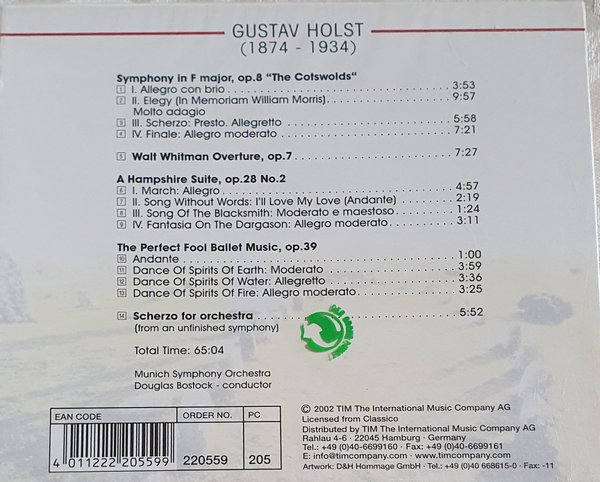 GUSTAV HOLST
(1874 - 1934)
Symphony in F major, op.8 "The Cotswolds"
1 I. Allegro con brio 3:53
2 II. Elegy (In Memoriam William Morris) 9:57
Molto adagio
3 III. Scherzo: Presto. Allegretto 5:58
4 IV. Finale: Allegro moderato 7:21
5 Walt Whitman Overture, op.7 7:27
A Hampshire Suite, op.28 No.2
6 I. March: Allegro 4:57
7 II. Song Without Words: I'll Love My Love (Andante) 2:19
8 III. Song Of The Blacksmith: Moderato e maestoso 1:24
9 IV. Fantasia On The Dargason: Allegro moderato 3:11
The Perfect Fool Ballet Music, op.39
10 Andante 1:00
11 Dance Of Spirits Of Earth: Moderato 3:59
12 Dance Of Spirits Of Water: Allegretto 3:36
13 Dance Of Spirits Of Fire: Allegro moderato 3:25
14 Scherzo for orchestra 5:52
(from an unfinished symphony)
Total Time: 65:04
Munich Symphony Orchestra
Douglas Bostock - conductor
EAN CODE ORDER NO. PC
4 011222 205599 220559 205
© 2002 TIM The International Music Company AG
Licensed from Classico
Distributed by TIM The International Music Company AG
Rahlau 4-6 · 22045 Hamburg · Germany
Tel.: +49 (0)40-6699160 · Fax: +49 (0)40-6699161
E: info@timcompany.com · www.timcompany.com
Artwork: D&H Hommage GmbH · Tel.: +49 (0)40 668615-0 · Fax: -11